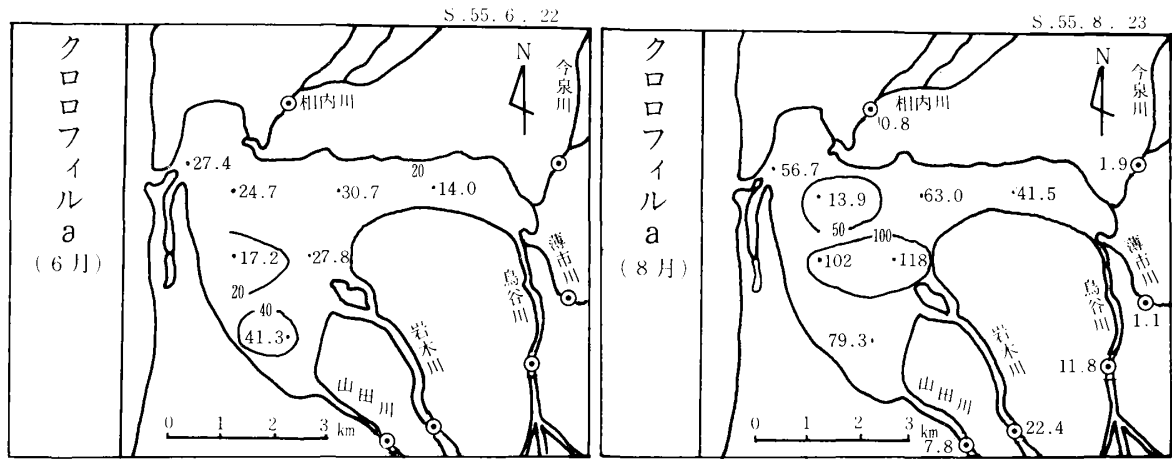 S.55.6.22
クロロフィルa
(6月)
N
今泉川
相内川
27.4
20
24.7
30.7
14.0
17.2
27.8
薄市川
鳥谷川
20
40
41.3
岩木川
山田川
0 1 2 3 km
S.55.8.23
クロロフィルa
(8月)
N
今泉川
相内川
0.8
1.9
56.7
13.9
63.0
41.5
50
100
102
118
薄市川
鳥谷川
1.1
79.3
岩木川
11.8
山田川
22.4
0 1 2 3 km
7.8